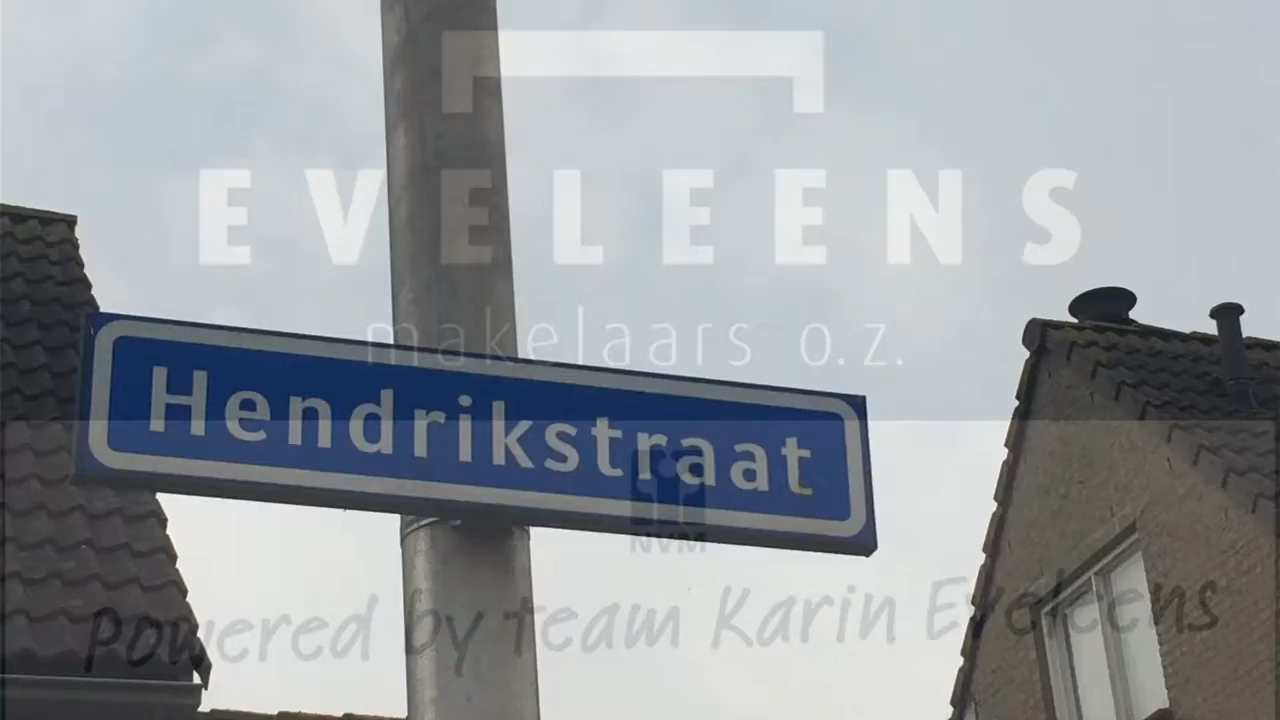 EVELEENS
makelaars o.z.
Hendrikstraat
NVM
Powered by team Karin Eveleens